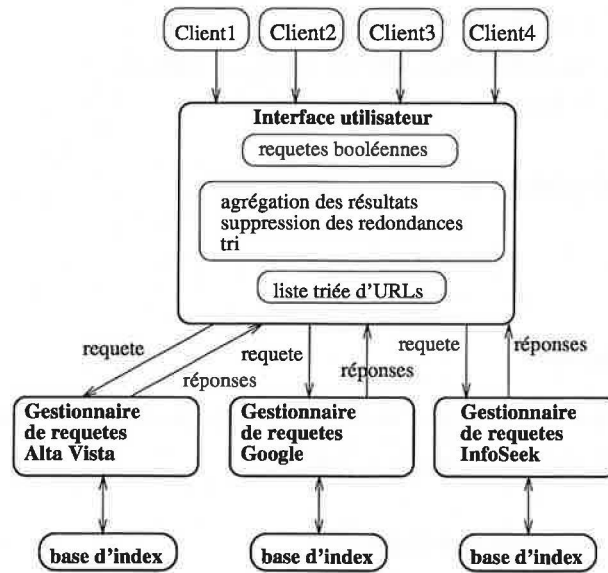 Client1
Client2
Client3
Client4
Interface utilisateur
requetes booléennes
agrégation des résultats
suppression des redondances
tri
liste triée d'URLs
requete
réponses
requete
réponses
requete
réponses
Gestionnaire
de requetes
Alta Vista
Gestionnaire
de requetes
Google
Gestionnaire
de requetes
InfoSeek
base d'index
base d'index
base d'index